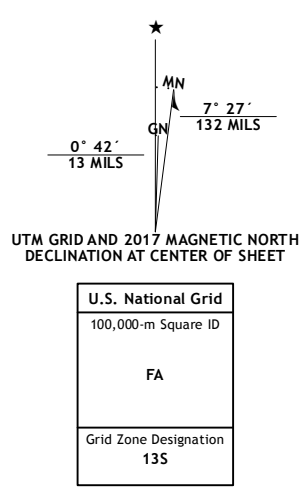 ★
MN
7° 27´
132 MILS
GN
0° 42´
13 MILS
UTM GRID AND 2017 MAGNETIC NORTH
DECLINATION AT CENTER OF SHEET
U.S. National Grid
100,000-m Square ID
FA
Grid Zone Designation
13S